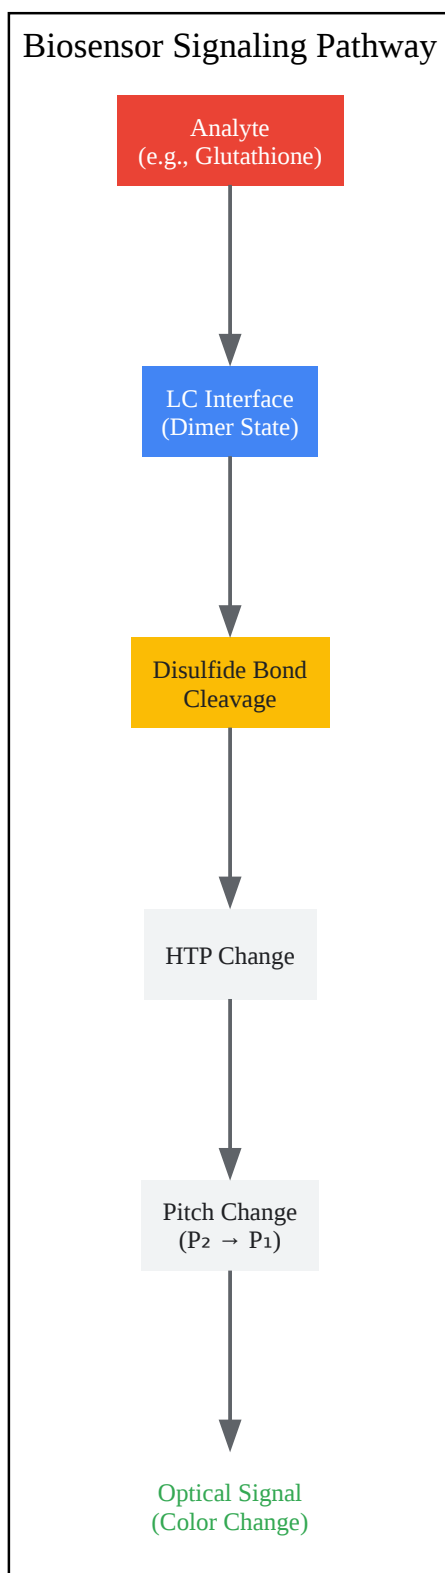 Biosensor Signaling Pathway
Analyte
(e.g., Glutathione)
LC Interface
(Dimer State)
Disulfide Bond
Cleavage
HTP Change
Pitch Change
(P₂ → P₁)
Optical Signal
(Color Change)